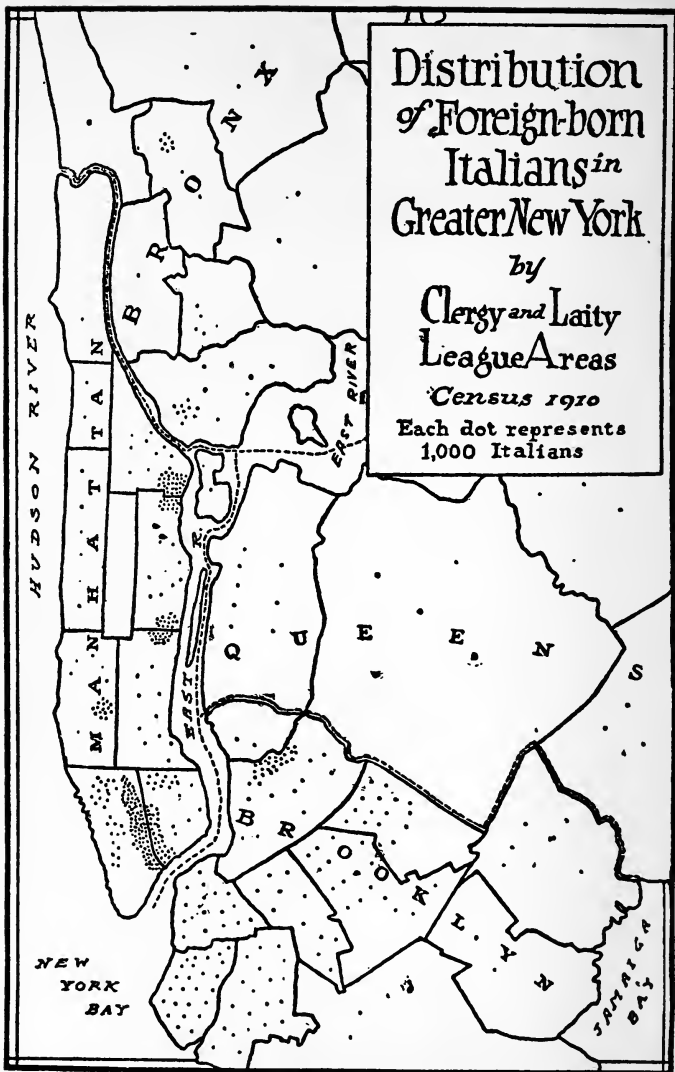 Distribution
of Foreign-born
Italians in
Greater New York
by
Clergy and Laity
League Areas
Census 1910
Each dot represents
1,000 Italians
BRONX
HUDSON RIVER
MANHATTAN
EAST RIVER
EAST R
QUEENS
BROOKLYN
NEW
YORK
BAY
JAMAICA
BAY